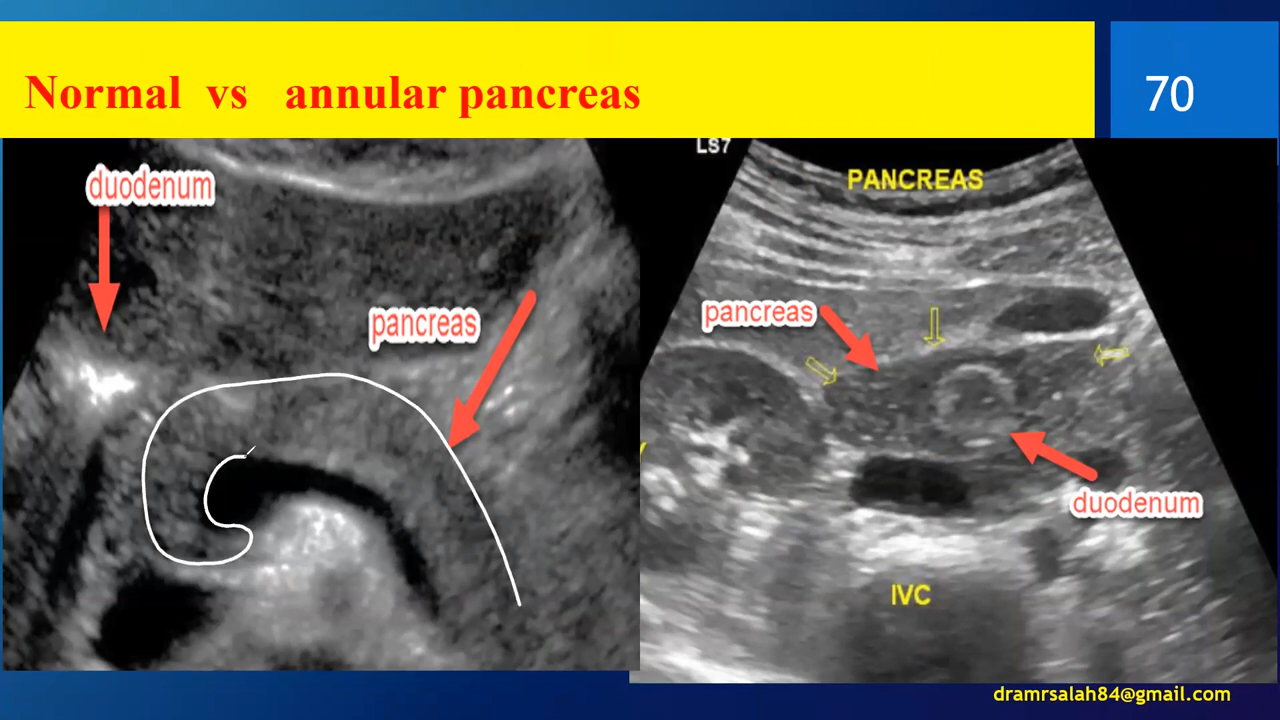 Normal vs annular pancreas
70
duodenum
pancreas
LS7
PANCREAS
pancreas
duodenum
IVC
dramrsalah84@gmail.com